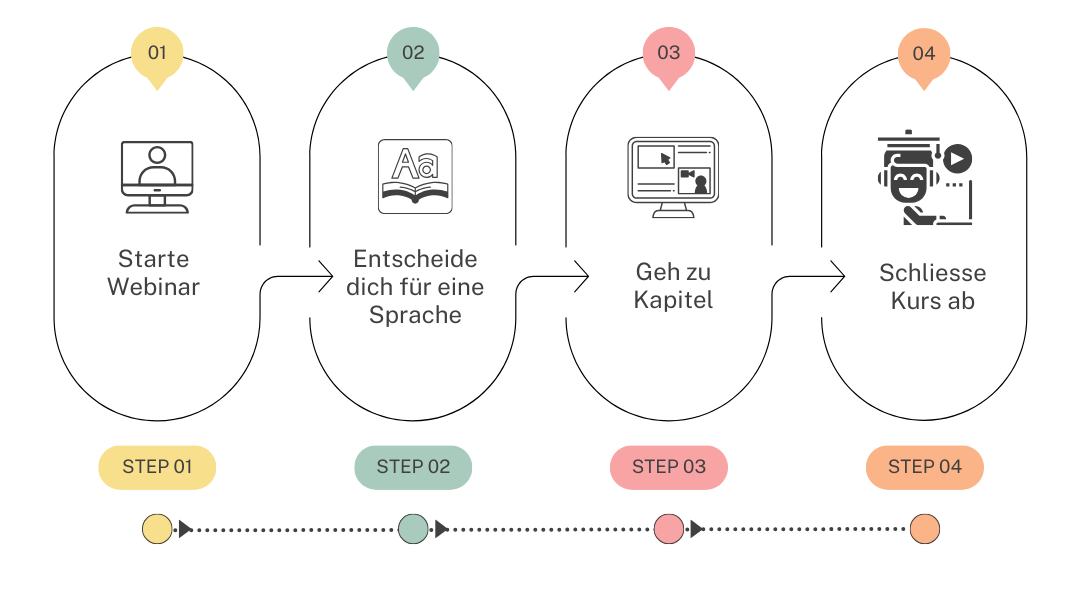 01
02
03
04
Aa
Starte
Webinar
Entscheide
dich für eine
Sprache
Geh zu
Kapitel
Schliesse
Kurs ab
STEP 01
STEP 02
STEP 03
STEP 04